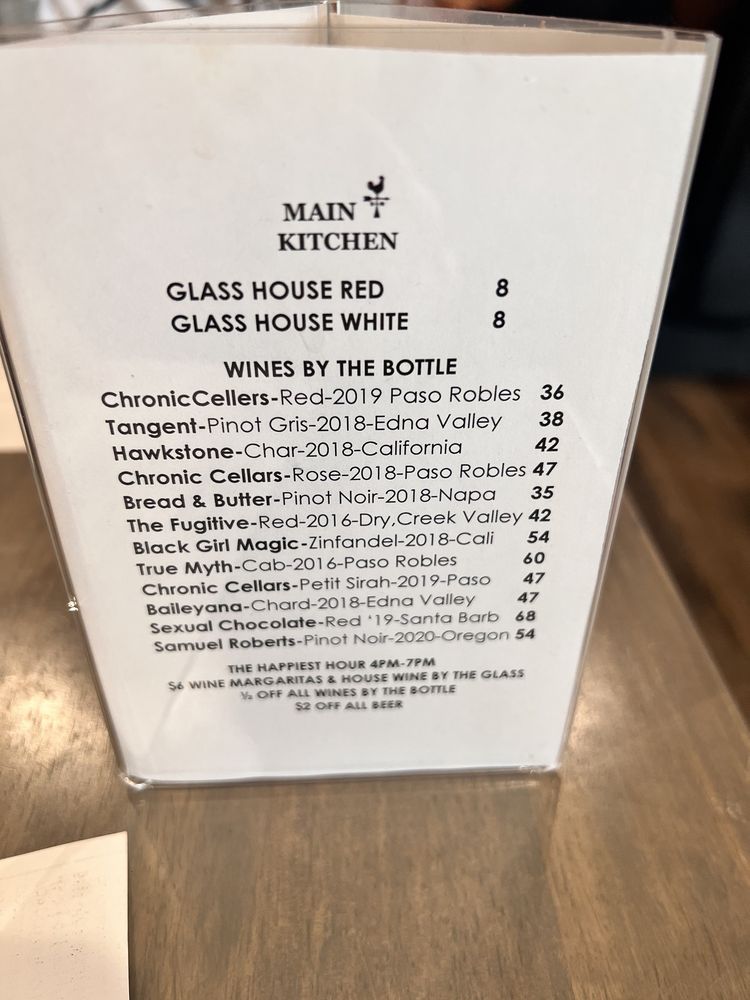 MAIN
KITCHEN
GLASS HOUSE RED 8
GLASS HOUSE WHITE 8
WINES BY THE BOTTLE
ChronicCellers-Red-2019 Paso Robles 36
Tangent-Pinot Gris-2018-Edna Valley 38
Hawkstone-Char-2018-California 42
Chronic Cellars-Rose-2018-Paso Robles 47
Bread & Butter-Pinot Noir-2018-Napa 35
The Fugitive-Red-2016-Dry,Creek Valley 42
Black Girl Magic-Zinfandel-2018-Cali 54
True Myth-Cab-2016-Paso Robles 60
Chronic Cellars-Petit Sirah-2019-Paso 47
Baileyana-Chard-2018-Edna Valley 47
Sexual Chocolate-Red '19-Santa Barb 68
Samuel Roberts-Pinot Noir-2020-Oregon 54
THE HAPPIEST HOUR 4PM-7PM
$6 WINE MARGARITAS & HOUSE WINE BY THE GLASS
½ OFF ALL WINES BY THE BOTTLE
$2 OFF ALL BEER